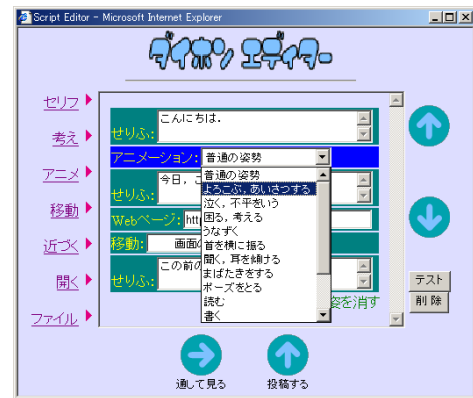 Script Editor - Microsoft Internet Explorer
ダイホン エディター
セリフ
考え
アニメ
移動
近づく
開く
ファイル
せりふ:
こんにちは.
アニメーション:
普通の姿勢
普通の姿勢
よろこぶ, あいさつする
泣く, 不平をいう
困る, 考える
うなずく
首を横に振る
聞く, 耳を傾ける
まばたきをする
ポーズをとる
読む
書く
せりふ:
今日,
Webページ:
移動:
せりふ:
この前の
姿を消す
テスト
削除
通して見る
投稿する